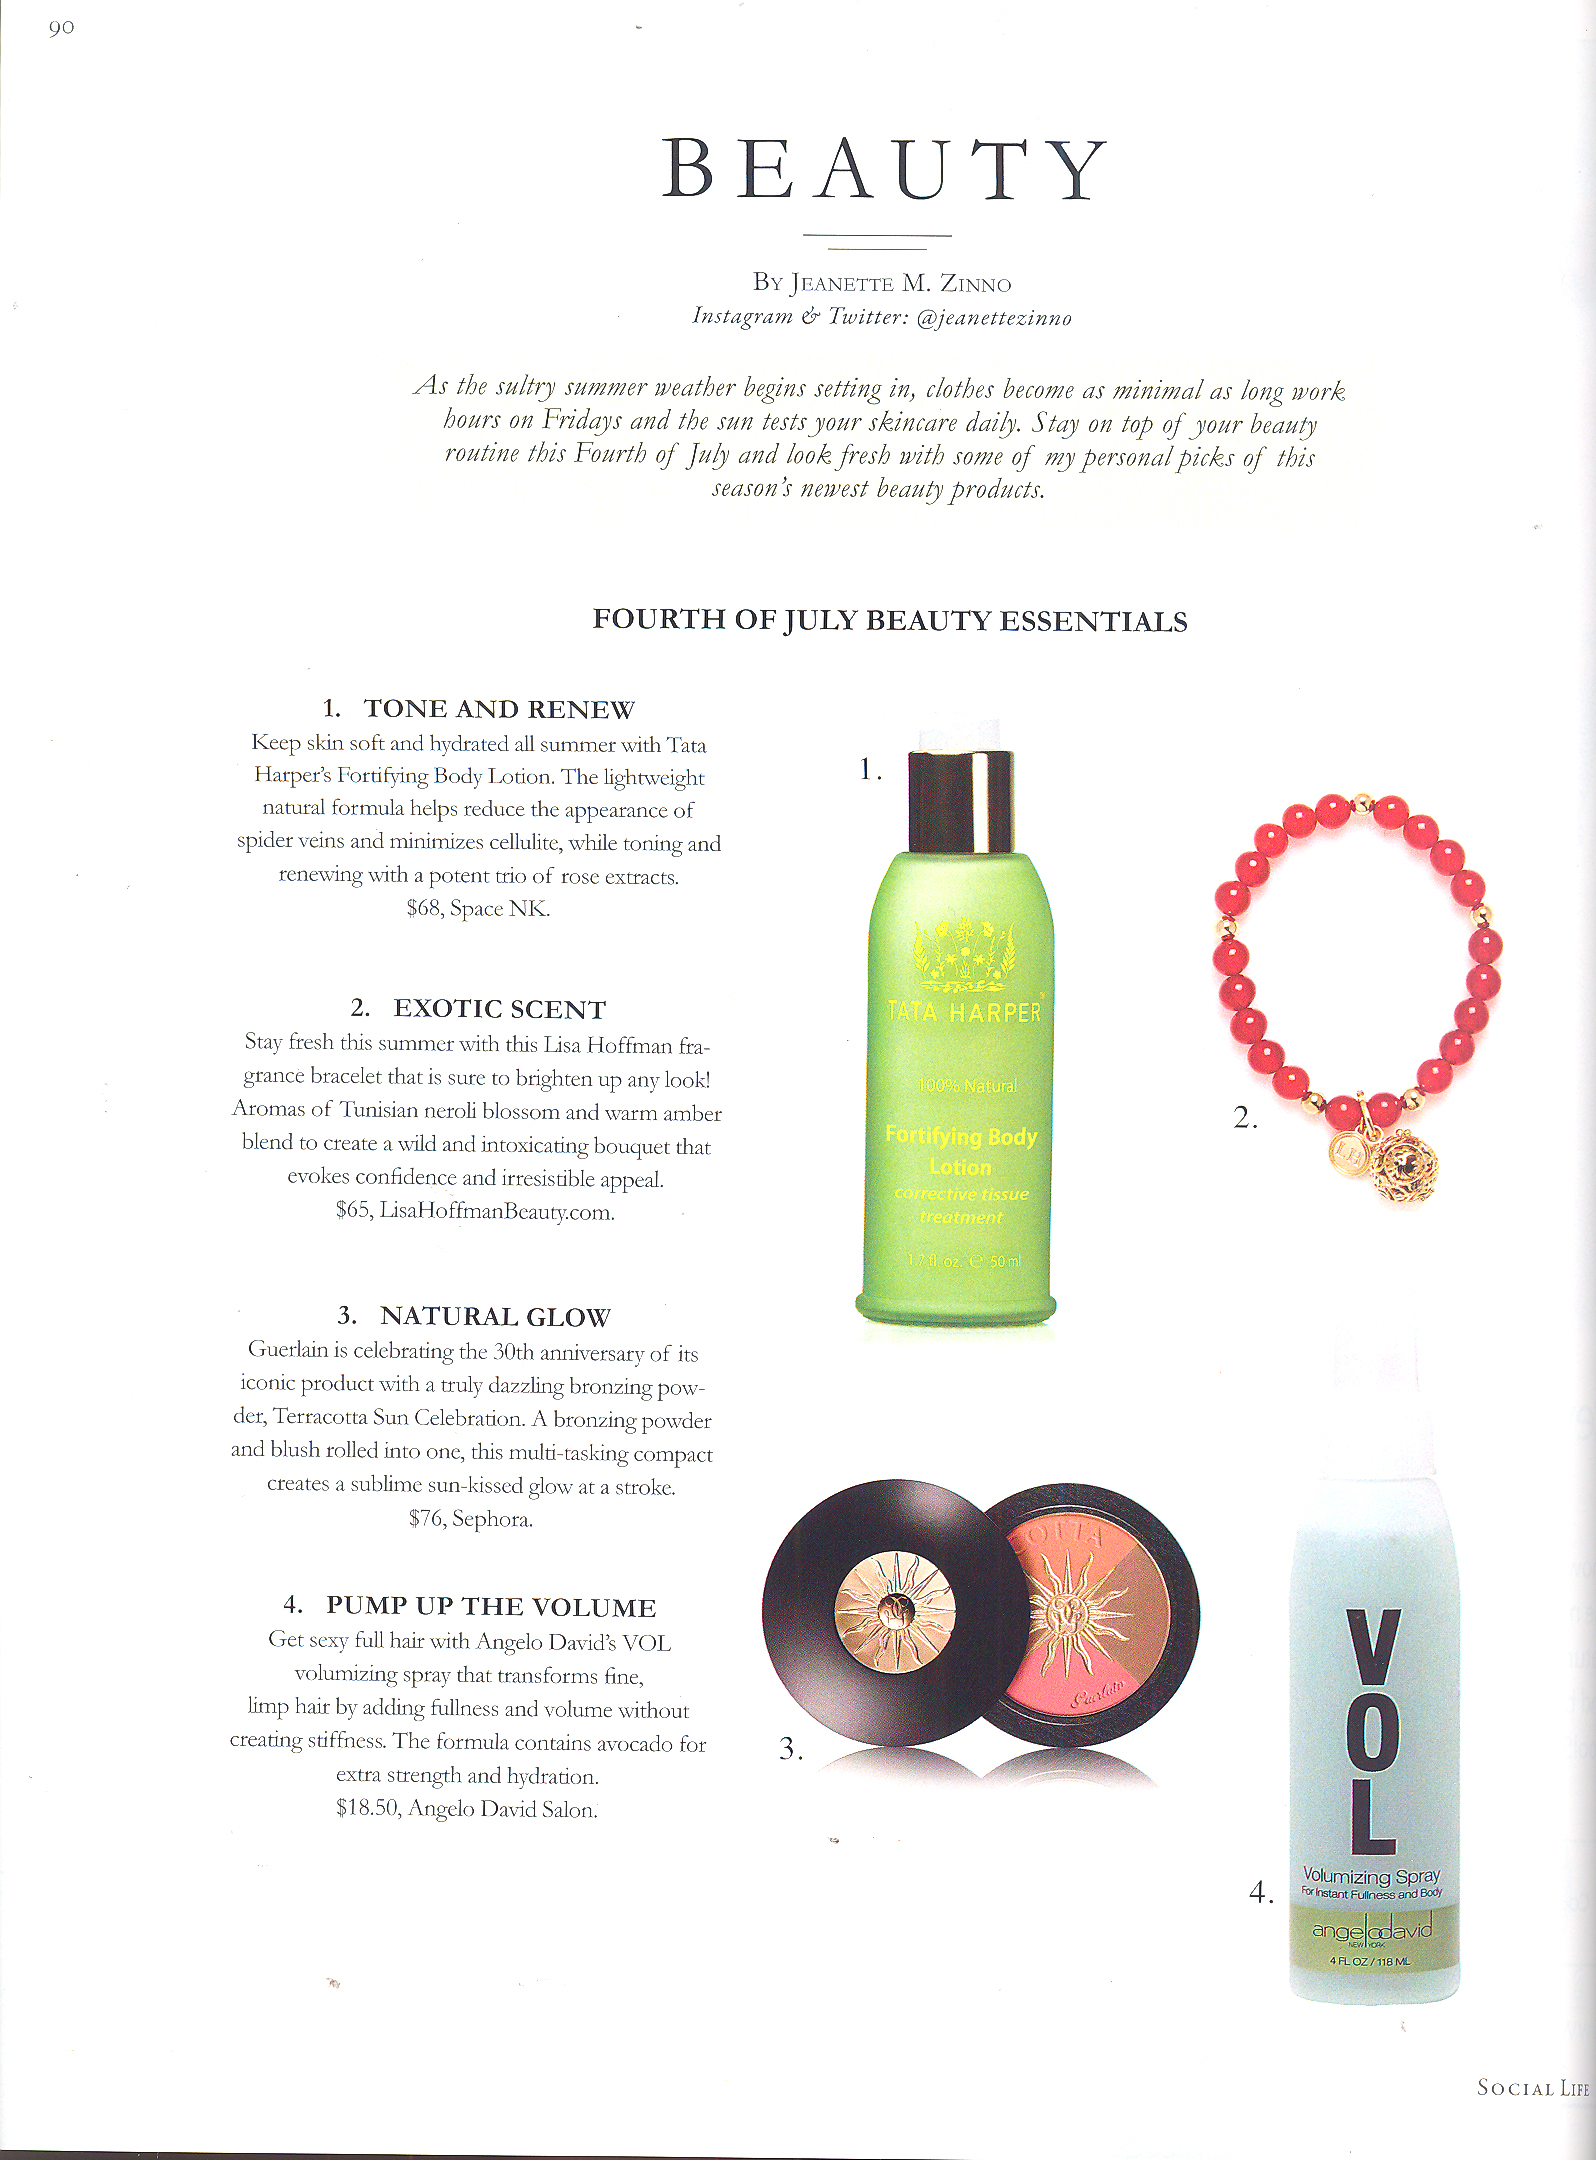 90
BEAUTY
By Jeanette M. Zinno
Instagram & Twitter: @jeanettezinno
As the sultry summer weather begins setting in, clothes become as minimal as long work
hours on Fridays and the sun tests your skincare daily. Stay on top of your beauty
routine this Fourth of July and look fresh with some of my personal picks of this
season's newest beauty products.
FOURTH OF JULY BEAUTY ESSENTIALS
1. TONE AND RENEW
Keep skin soft and hydrated all summer with Tata
Harper's Fortifying Body Lotion. The lightweight
natural formula helps reduce the appearance of
spider veins and minimizes cellulite, while toning and
renewing with a potent trio of rose extracts.
$68, Space NK.
2. EXOTIC SCENT
Stay fresh this summer with this Lisa Hoffman fra-
grance bracelet that is sure to brighten up any look!
Aromas of Tunisian neroli blossom and warm amber
blend to create a wild and intoxicating bouquet that
evokes confidence and irresistible appeal.
$65, LisaHoffmanBeauty.com.
3. NATURAL GLOW
Guerlain is celebrating the 30th anniversary of its
iconic product with a truly dazzling bronzing pow-
der, Terracotta Sun Celebration. A bronzing powder
and blush rolled into one, this multi-tasking compact
creates a sublime sun-kissed glow at a stroke.
$76, Sephora.
4. PUMP UP THE VOLUME
Get sexy full hair with Angelo David's VOL
volumizing spray that transforms fine,
limp hair by adding fullness and volume without
creating stiffness. The formula contains avocado for
extra strength and hydration.
$18.50, Angelo David Salon.
1.
TATA HARPER
100% Natural
Fortifying Body
Lotion
corrective tissue
treatment
1.7 fl oz. ℮ 50 ml
2.
LH
3.
COTTA
Guerlain
4.
VOL
Volumizing Spray
For Instant Fullness and Body
angelodavid
NEW YORK
4 FL OZ / 118 ML
Social Life